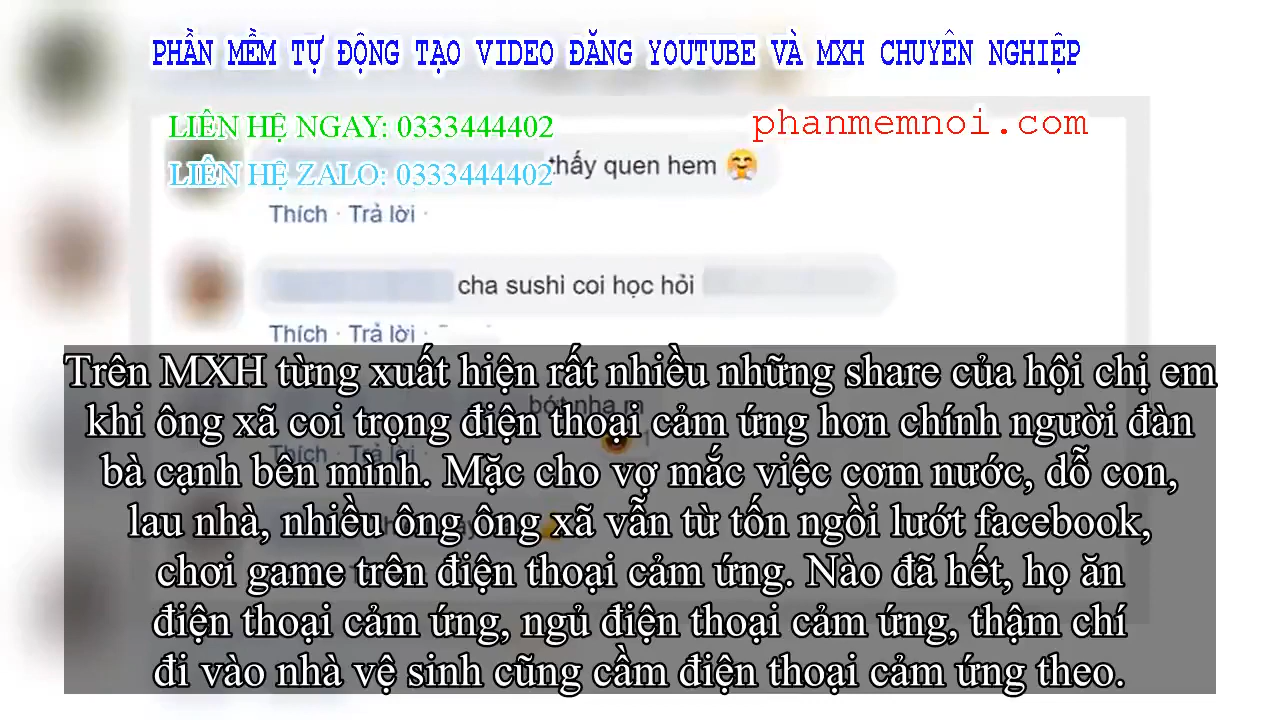 PHẦN MỀM TỰ ĐỘNG TẠO VIDEO ĐĂNG YOUTUBE VÀ MXH CHUYÊN NGHIỆP
LIÊN HỆ NGAY: 0333444402
phanmemnoi.com
LIÊN HỆ ZALO: 0333444402
thấy quen hem
Thích · Trả lời ·
cha sushi coi học hỏi
Thích · Trả lời ·
Trên MXH từng xuất hiện rất nhiều những share của hội chị em
bớt nha m
khi ông xã coi trọng điện thoại cảm ứng hơn chính người đàn
Thích · Trả lời
bà cạnh bên mình. Mặc cho vợ mắc việc cơm nước, dỗ con,
lau nhà, nhiều ông ông xã vẫn từ tốn ngồi lướt facebook,
chơi game trên điện thoại cảm ứng. Nào đã hết, họ ăn
điện thoại cảm ứng, ngủ điện thoại cảm ứng, thậm chí
đi vào nhà vệ sinh cũng cầm điện thoại cảm ứng theo.